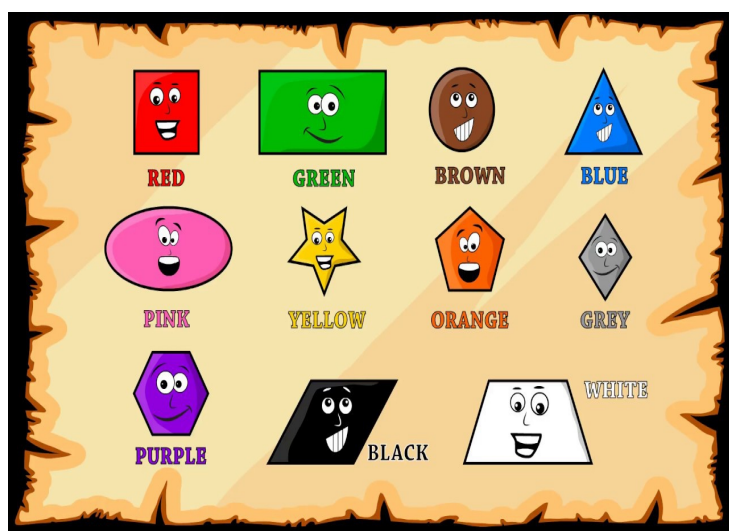 RED
GREEN
BROWN
BLUE
PINK
YELLOW
ORANGE
GREY
PURPLE
BLACK
WHITE